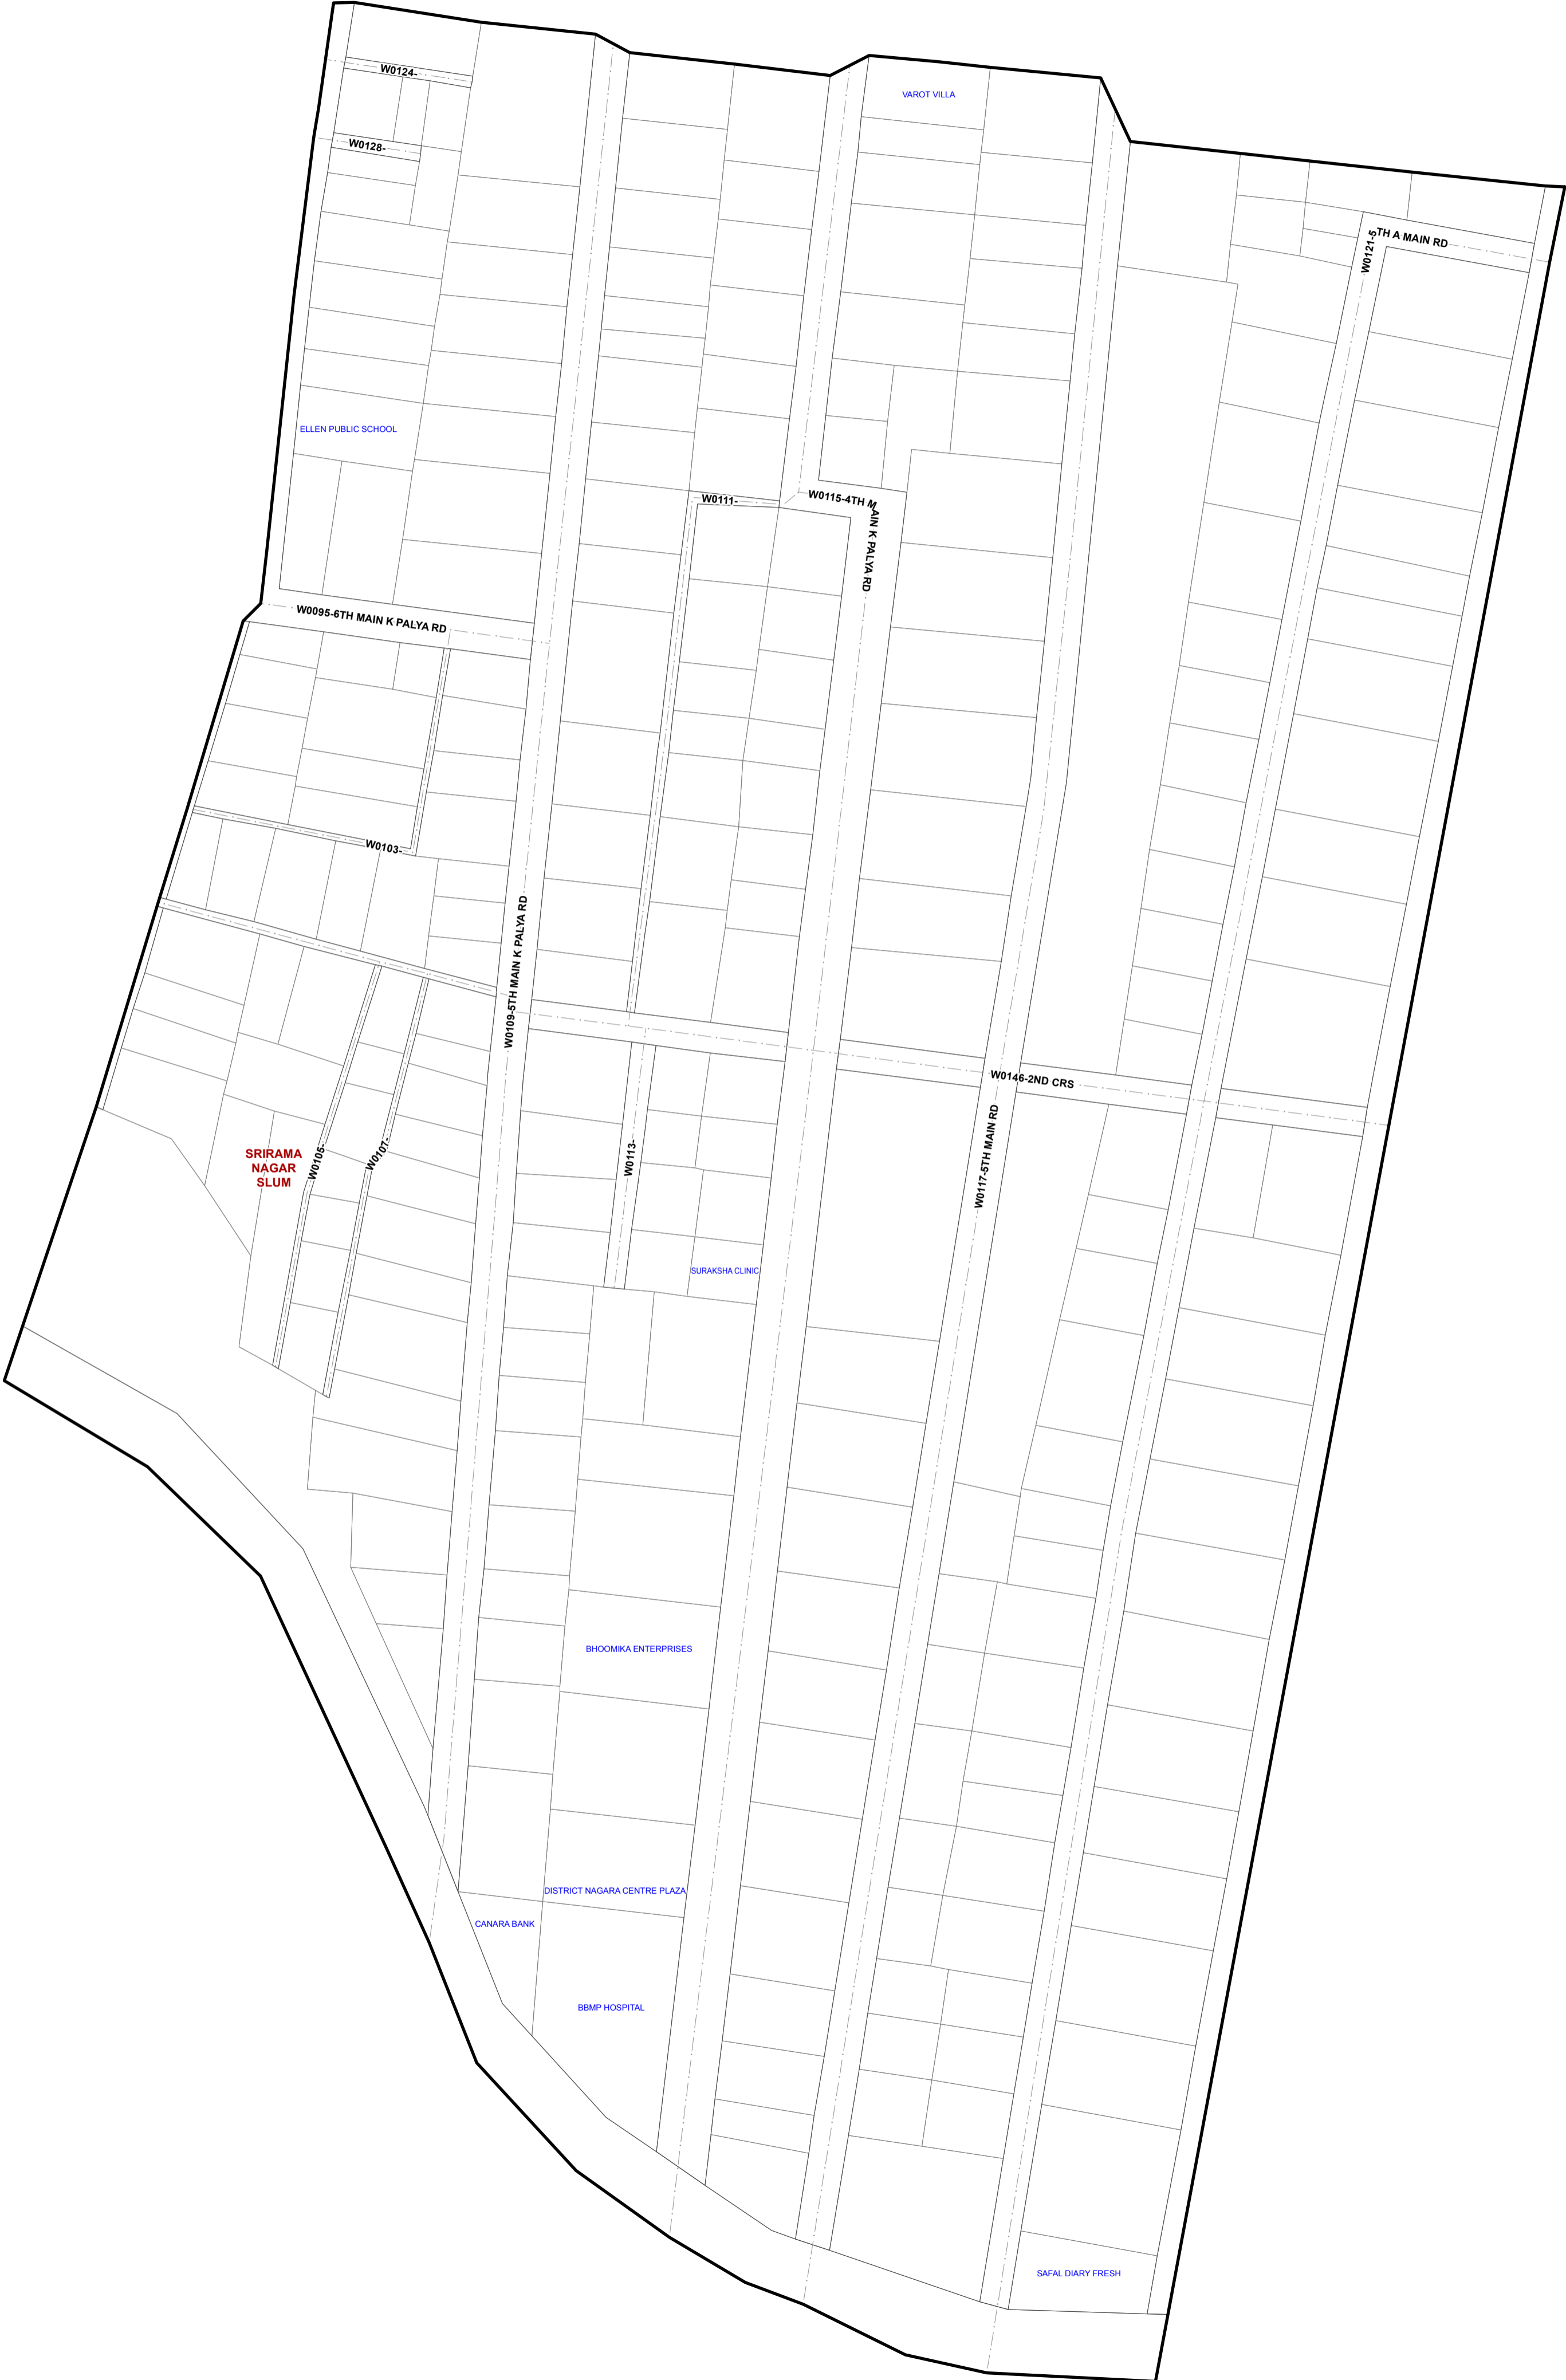 W0124-
VAROT VILLA
W0128-
W0121-5TH A MAIN RD
ELLEN PUBLIC SCHOOL
W0111-
W0115-4TH MAIN K PALYA RD
W0095-6TH MAIN K PALYA RD
W0103-
W0109-5TH MAIN K PALYA RD
W0146-2ND CRS
SRIRAMA
NAGAR
SLUM
W0105-
W0107-
W0113-
W0117-5TH MAIN RD
SURAKSHA CLINIC
BHOOMIKA ENTERPRISES
DISTRICT NAGARA CENTRE PLAZA
CANARA BANK
BBMP HOSPITAL
SAFAL DIARY FRESH